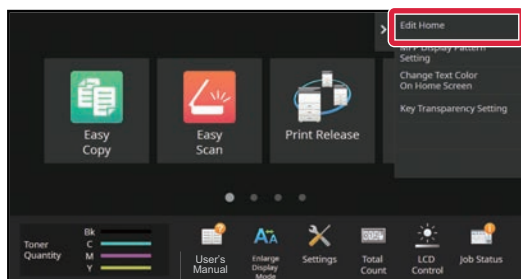 Edit Home
MFP Display Pattern
Setting
Change Text Color
On Home Screen
Key Transparency Setting
Easy
Copy
Easy
Scan
Print Release
Toner
Quantity
Bk
C
M
Y
User's
Manual
Enlarge
Display
Mode
Settings
Total
Count
LCD
Control
Job Status